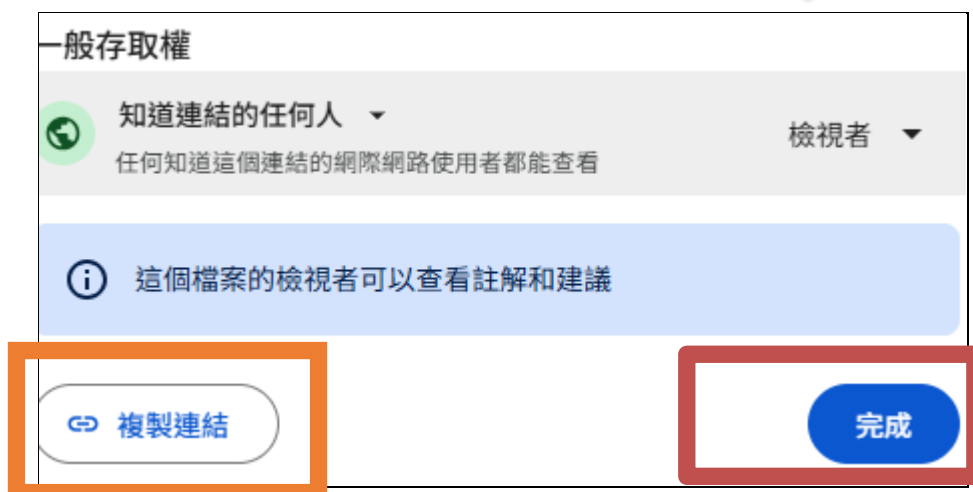 一般存取權
知道連結的任何人
任何知道這個連結的網際網路使用者都能查看
檢視者
這個檔案的檢視者可以查看註解和建議
複製連結
完成